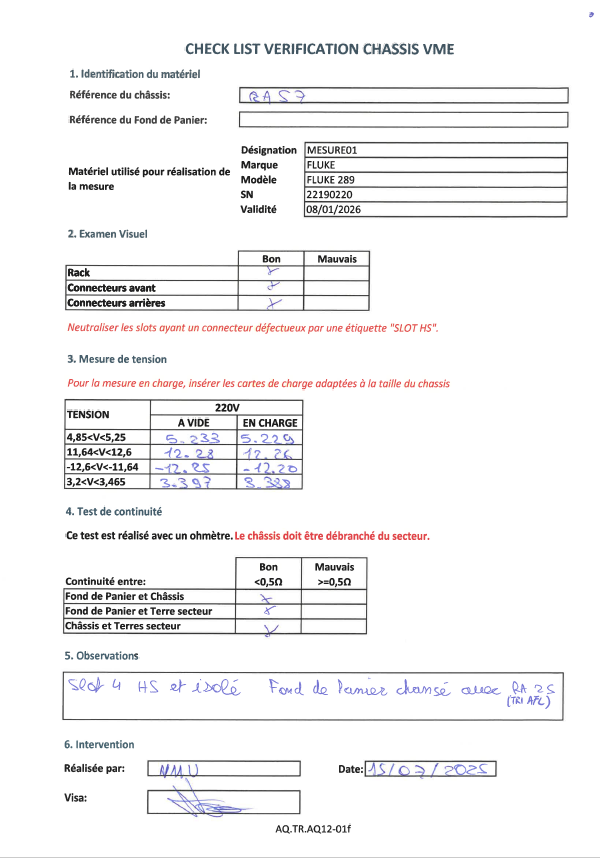 CHECK LIST VERIFICATION CHASSIS VME
1. Identification du matériel
Référence du châssis: RA57
Référence du Fond de Panier:
Matériel utilisé pour réalisation de la mesure
Désignation MESURE01
Marque FLUKE
Modèle FLUKE 289
SN 22190220
Validité 08/01/2026
2. Examen Visuel
Bon Mauvais
Rack X
Connecteurs avant X
Connecteurs arrières X
Neutraliser les slots ayant un connecteur défectueux par une étiquette "SLOT HS".
3. Mesure de tension
Pour la mesure en charge, insérer les cartes de charge adaptées à la taille du chassis
TENSION 220V
A VIDE EN CHARGE
4,85<V<5,25 5.233 5.229
11,64<V<12,6 12.28 12.26
-12,6<V<-11,64 -12.25 -12.20
3,2<V<3,465 3.397 3.388
4. Test de continuité
Ce test est réalisé avec un ohmètre. Le châssis doit être débranché du secteur.
Bon Mauvais
Continuité entre: <0,5Ω >=0,5Ω
Fond de Panier et Châssis X
Fond de Panier et Terre secteur X
Châssis et Terres secteur X
5. Observations
Slot 4 HS et isolé Fond de Panier changé avec RA 25
(TRI AFL)
6. Intervention
Réalisée par: NMU Date: 15/07/2025
Visa:
AQ.TR.AQ12-01f